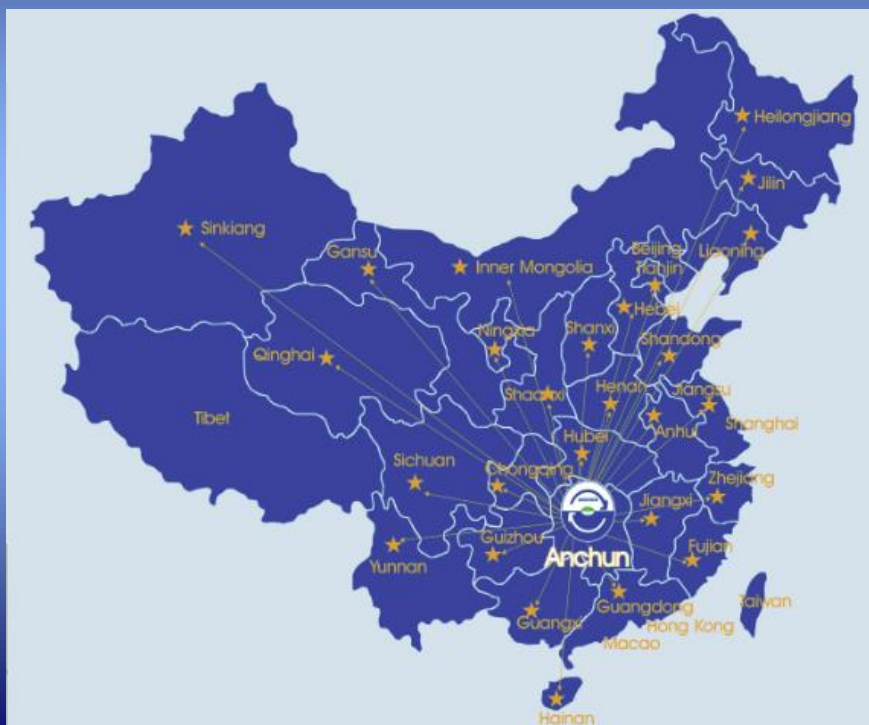 Heilongjiang
Jilin
Sinkiang
Beijing
Liaoning
Gansu
Inner Mongolia
Tianjin
Hebei
Ningxia
Shanxi
Shandong
Qinghai
Shaanxi
Henan
Jiangsu
Tibet
Shanghai
Anhui
Hubei
Sichuan
Chongqing
Zhejiang
Jiangxi
Guizhou
Fujian
Yunnan
Anchun
Taiwan
Guangdong
Guangxi
Hong Kong
Macao
Hainan